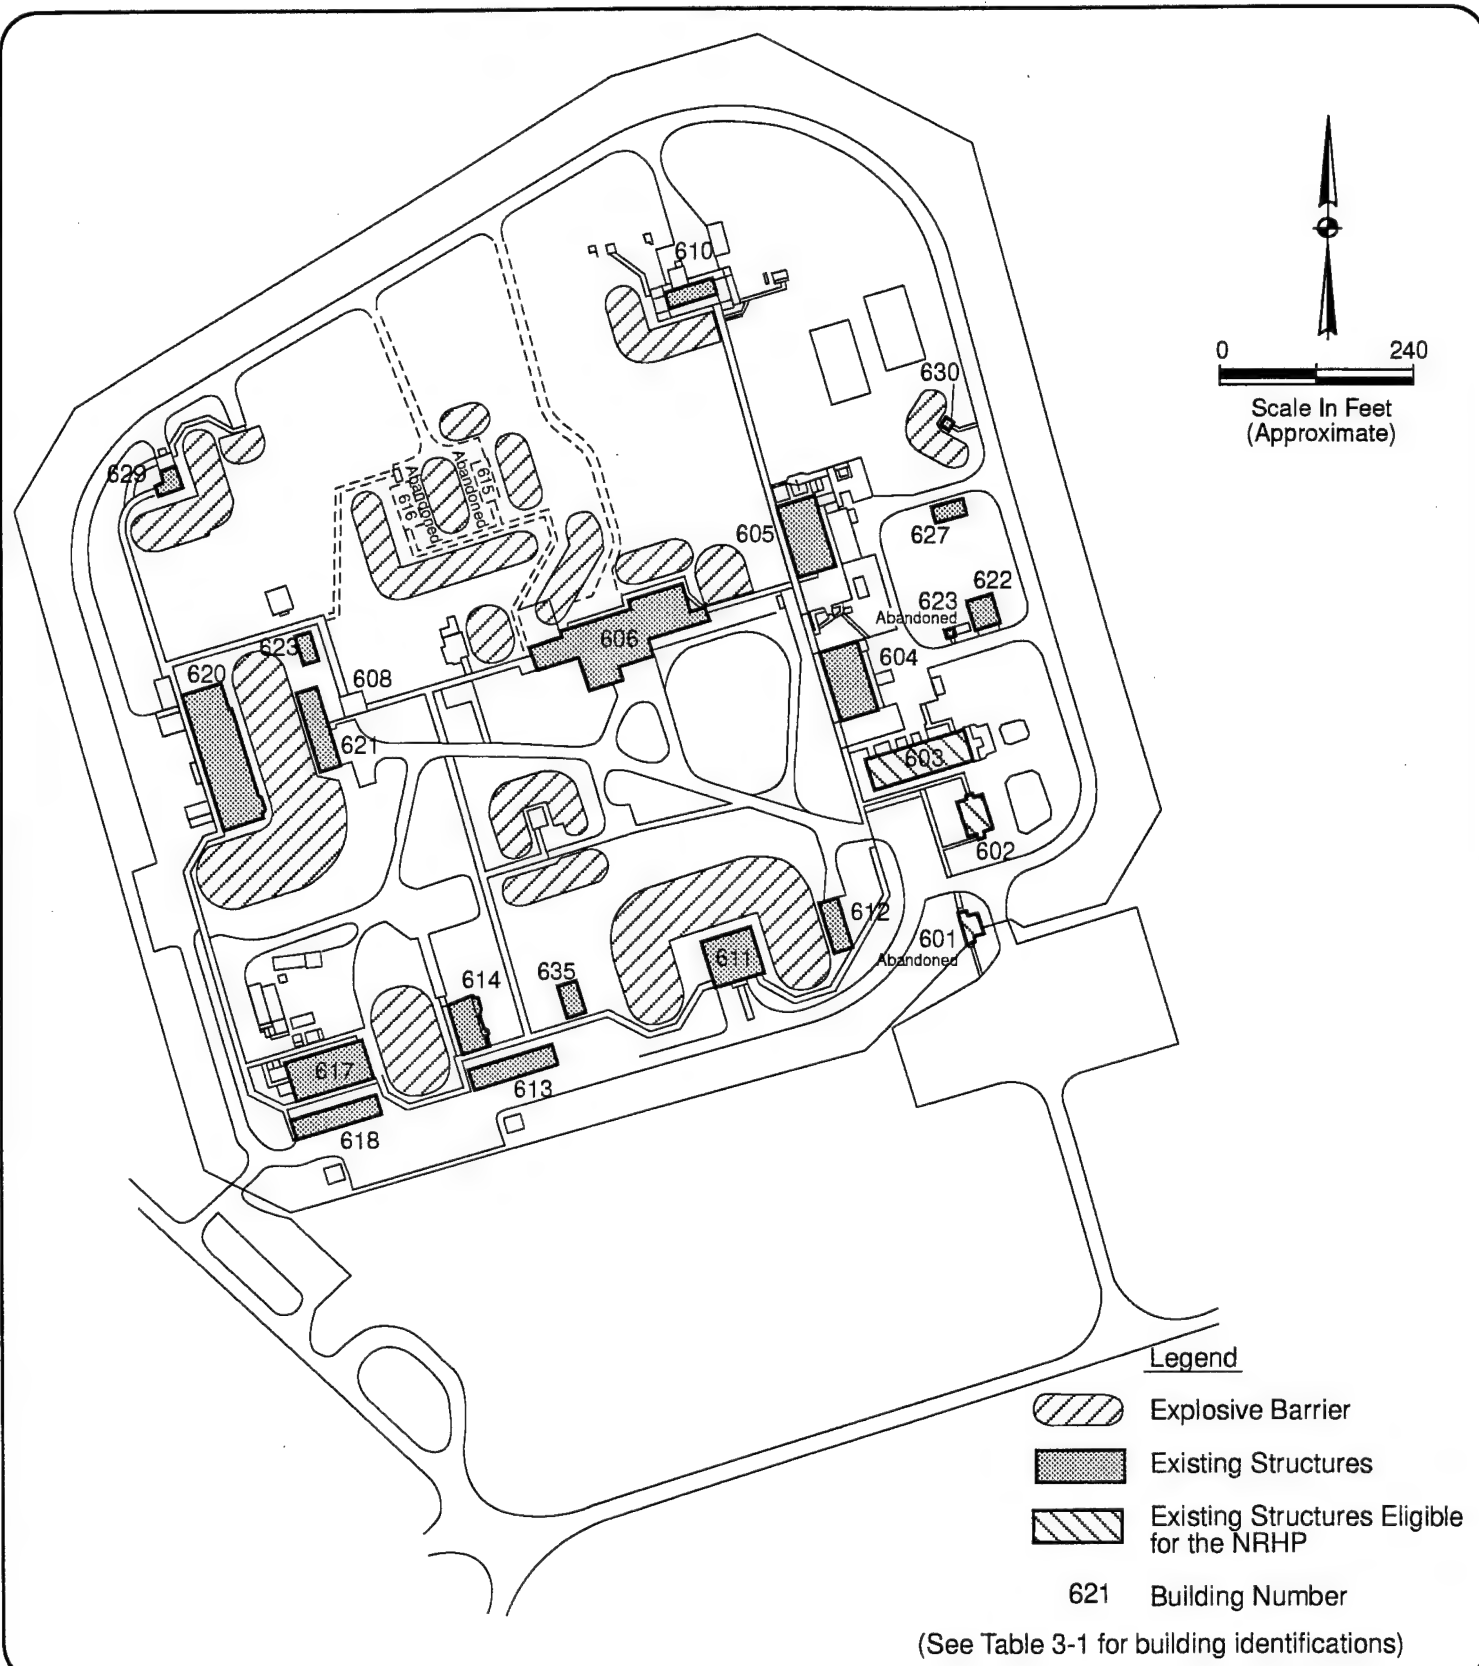 610
0 240
Scale In Feet
(Approximate)
630
629
615
Abandoned
616
Abandoned
605
627
622
623
Abandoned
606
623
604
620
608
621
603
602
612
601
Abandoned
611
635
614
617
613
618
Legend
Explosive Barrier
Existing Structures
Existing Structures Eligible
for the NRHP
621 Building Number
(See Table 3-1 for building identifications)